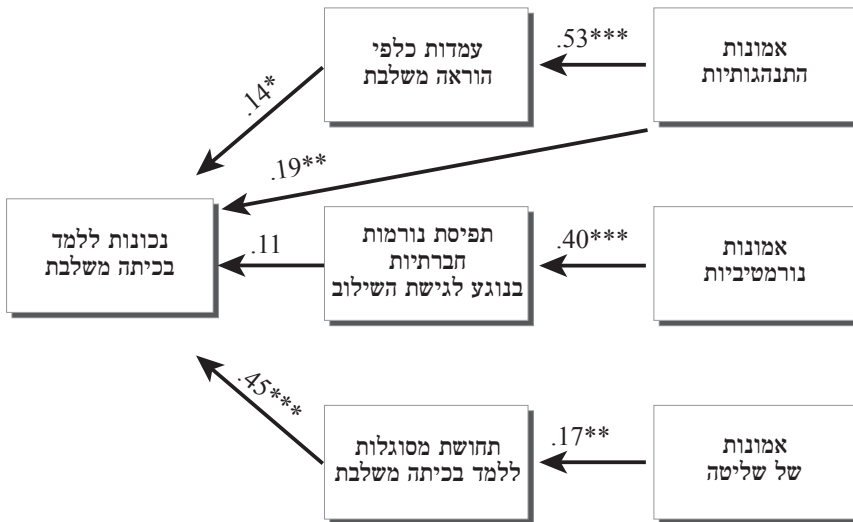 אמונות
התנהגותיות
.53***
עמדות כלפי
הוראה משלבת
.14*
.19**
אמונות
נורמטיביות
.40***
תפיסת נורמות
חברתיות
בנוגע לגישת השילוב
.11
נכונות ללמד
בכיתה משלבת
אמונות
של שליטה
.17**
תחושת מסוגלות
ללמד בכיתה משלבת
.45***